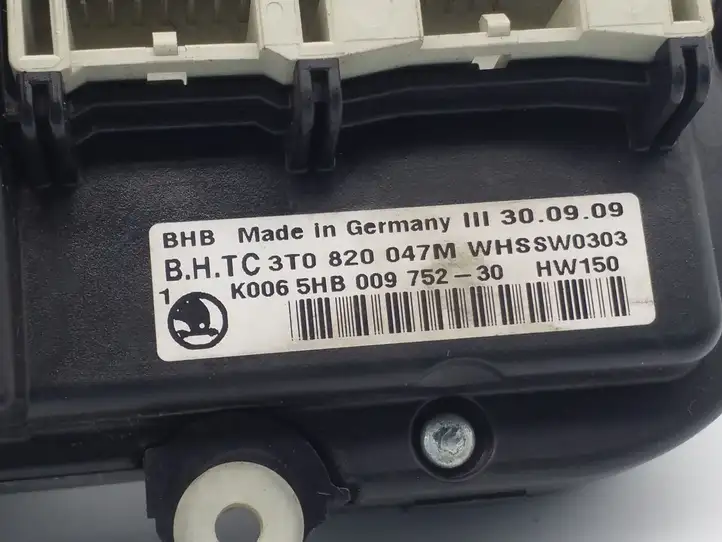 BHB Made in Germany III 30.09.09
B.H.TC 3T0 820 047M WHSSW0303
1 K006 5HB 009 752-30 HW150